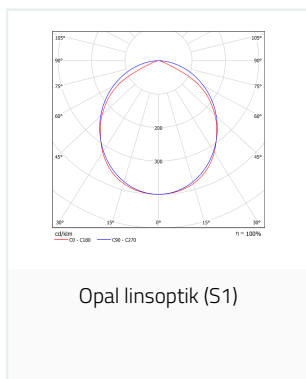 105° 105°
90° 90°
75° 75°
60° 60°
200
45° 45°
300
30° 15° 0° 15° 30°
cd/klm η = 100%
C0 - C180 C90 - C270
Opal linsoptik (S1)